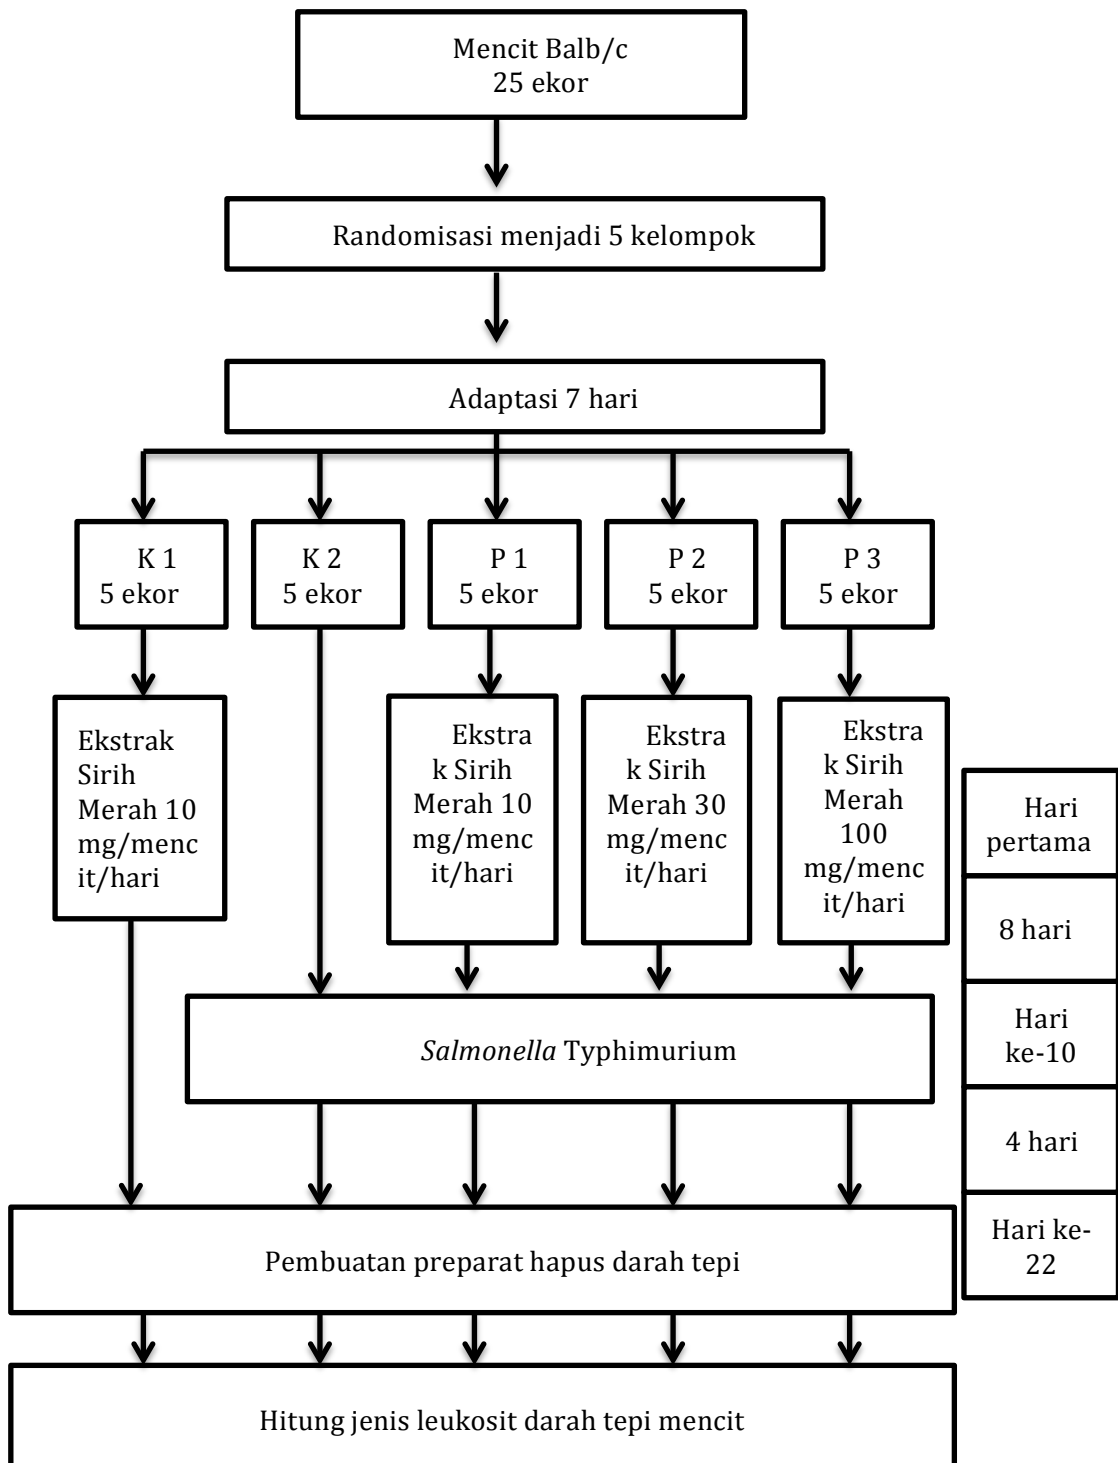 Mencit Balb/c
25 ekor
Randomisasi menjadi 5 kelompok
Adaptasi 7 hari
K 1
5 ekor
K 2
5 ekor
P 1
5 ekor
P 2
5 ekor
P 3
5 ekor
Ekstrak
Sirih
Merah 10
mg/menc
it/hari
Ekstra
k Sirih
Merah 10
mg/menc
it/hari
Ekstra
k Sirih
Merah 30
mg/menc
it/hari
Ekstra
k Sirih
Merah
100
mg/menc
it/hari
Hari
pertama
8 hari
Hari
ke-10
4 hari
Hari ke-
22
Salmonella Typhimurium
Pembuatan preparat hapus darah tepi
Hitung jenis leukosit darah tepi mencit